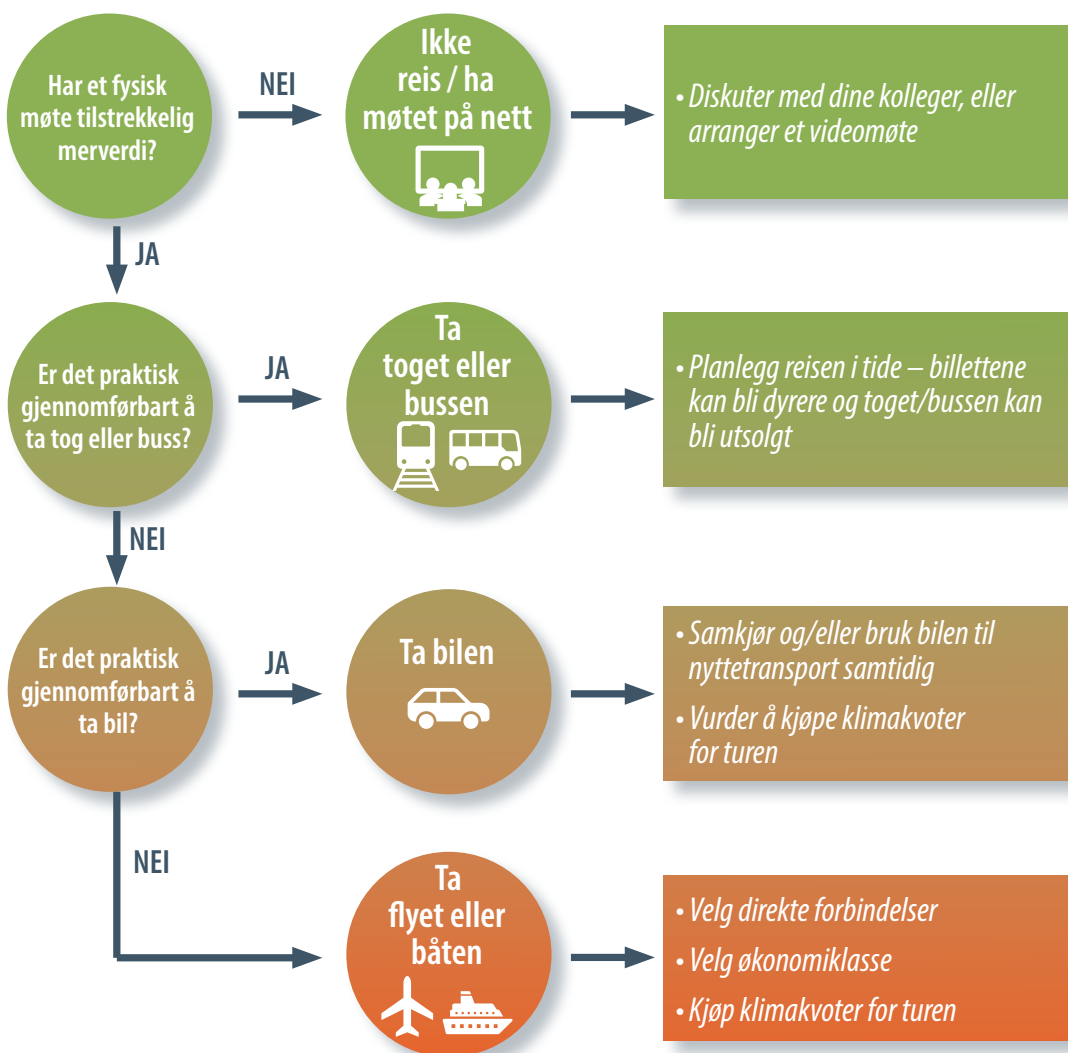 Har et fysisk
møte tilstrekkelig
merverdi?
NEI
Ikke
reis / ha
møtet på nett
• Diskuter med dine kolleger, eller
arranger et videomøte
JA
Er det praktisk
gjennomførbart å
ta tog eller buss?
JA
Ta
toget eller
bussen
• Planlegg reisen i tide – billettene
kan bli dyrere og toget/bussen kan
bli utsolgt
NEI
Er det praktisk
gjennomførbart å
ta bil?
JA
Ta bilen
• Samkjør og/eller bruk bilen til
nyttetransport samtidig
• Vurder å kjøpe klimakvoter
for turen
NEI
Ta
flyet eller
båten
• Velg direkte forbindelser
• Velg økonomiklasse
• Kjøp klimakvoter for turen